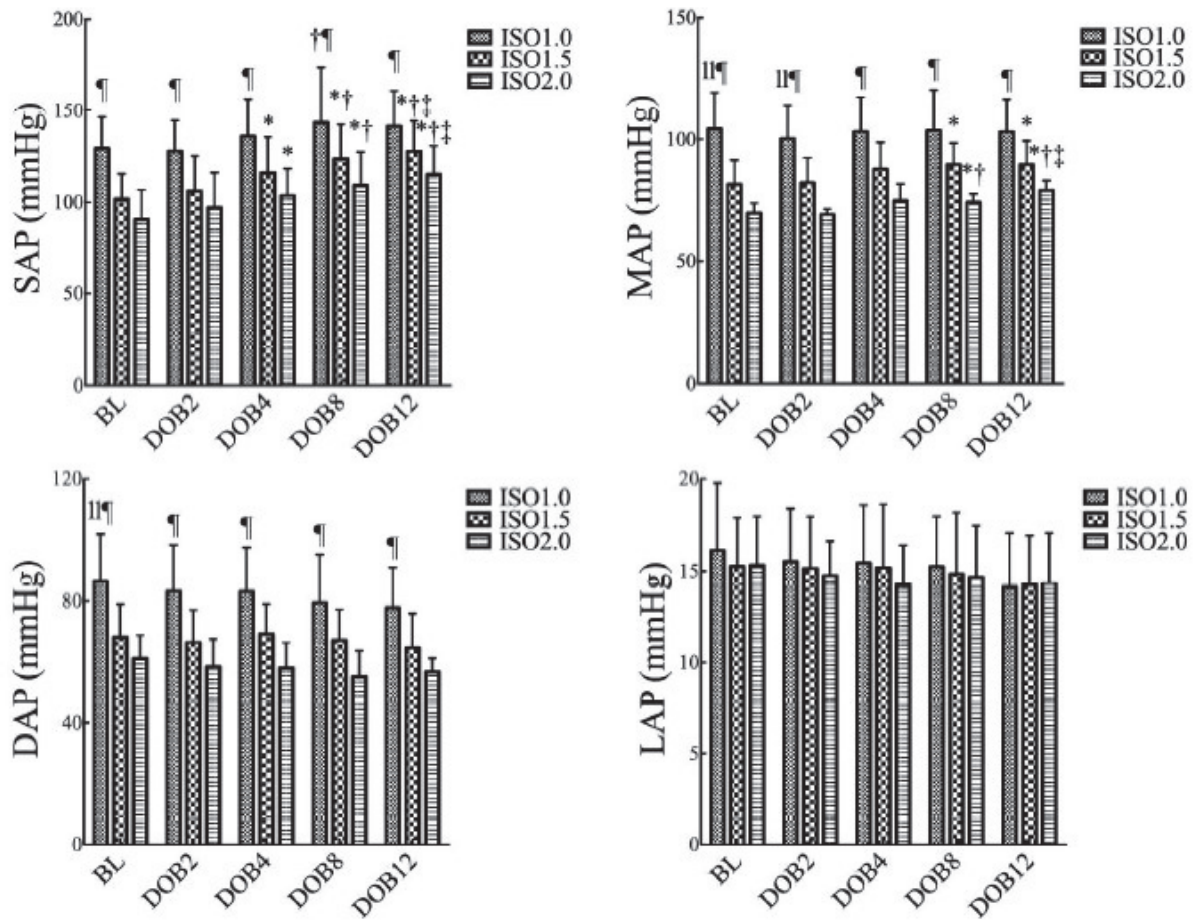 200
150
100
50
0
SAP (mmHg)
ISO1.0
ISO1.5
ISO2.0
¶
¶
¶
*
*
†¶
*†
*†
¶
*†‡
*†‡
BL
DOB2
DOB4
DOB8
DOB12
150
100
50
0
MAP (mmHg)
ISO1.0
ISO1.5
ISO2.0
ll¶
ll¶
¶
¶
*
*†
¶
*
*†‡
BL
DOB2
DOB4
DOB8
DOB12
120
80
40
0
DAP (mmHg)
ISO1.0
ISO1.5
ISO2.0
ll¶
¶
¶
¶
¶
BL
DOB2
DOB4
DOB8
DOB12
20
15
10
5
0
LAP (mmHg)
ISO1.0
ISO1.5
ISO2.0
BL
DOB2
DOB4
DOB8
DOB12